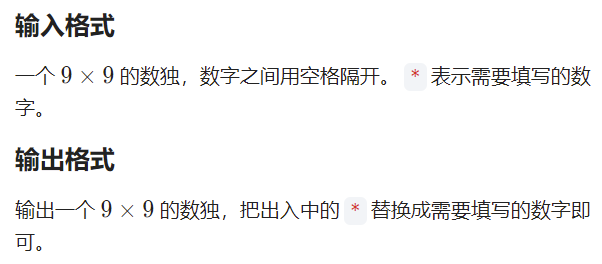 输入格式
一个 9 × 9 的数独，数字之间用空格隔开。 * 表示需要填写的数
字。
输出格式
输出一个 9 × 9 的数独，把出入中的 * 替换成需要填写的数字即
可。